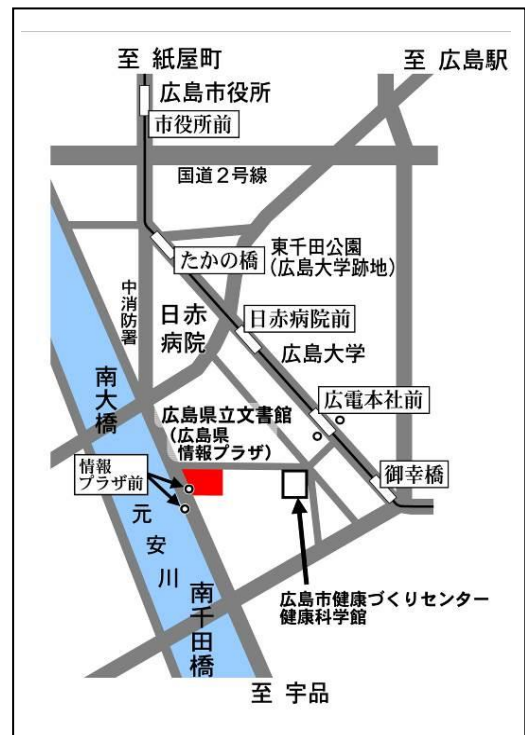 至 紙屋町
至 広島駅
広島市役所
市役所前
国道２号線
たかの橋
東千田公園
（広島大学跡地）
中消防署
日赤
病院
日赤病院前
広島大学
南大橋
広電本社前
広島県立文書館
（広島県
情報プラザ）
情報
プラザ前
御幸橋
元安川
南千田橋
広島市健康づくりセンター
健康科学館
至 宇品